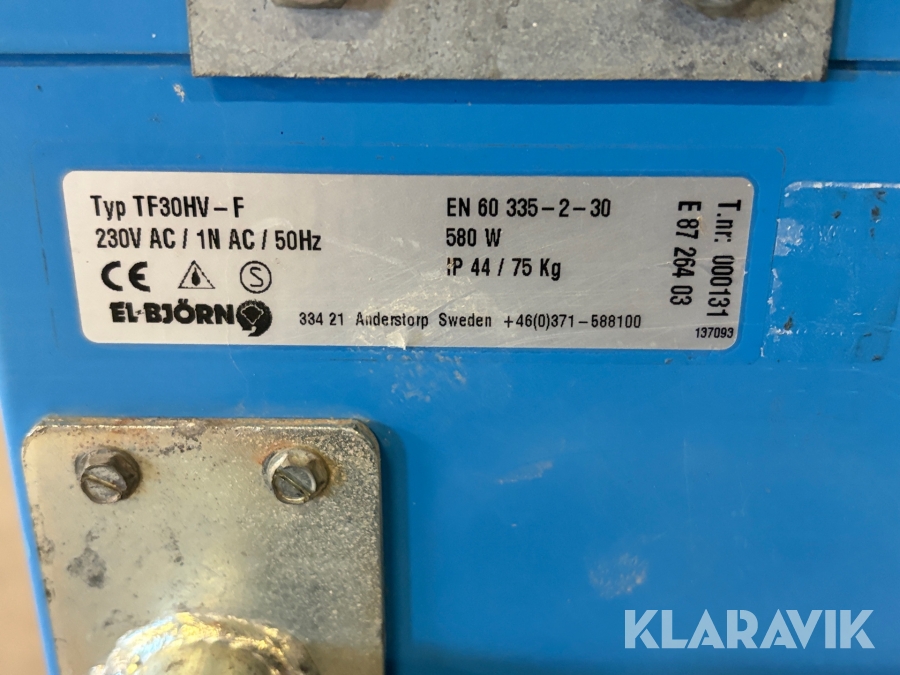 Typ TF30HV-F
230V AC / 1N AC / 50Hz
CE S
EL-BJÖRN
EN 60 335-2-30
580 W
IP 44 / 75 Kg
334 21 Anderstorp Sweden +46(0)371-588100
T.nr: 000131
E 87 264 03
137093
KLARAVIK